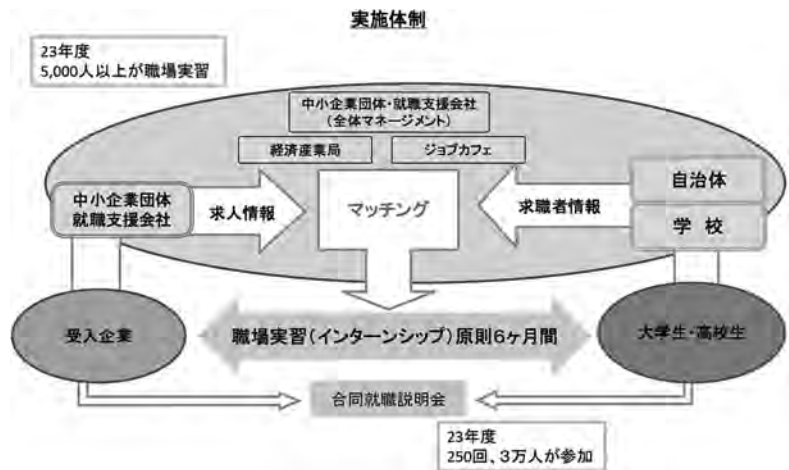 実施体制
23年度
5,000人以上が職場実習
中小企業団体・就職支援会社
(全体マネージメント)
経済産業局
ジョブカフェ
中小企業団体
就職支援会社
求人情報
マッチング
求職者情報
自治体
学 校
受入企業
職場実習(インターンシップ)原則6ヶ月間
大学生・高校生
合同就職説明会
23年度
250回、3万人が参加